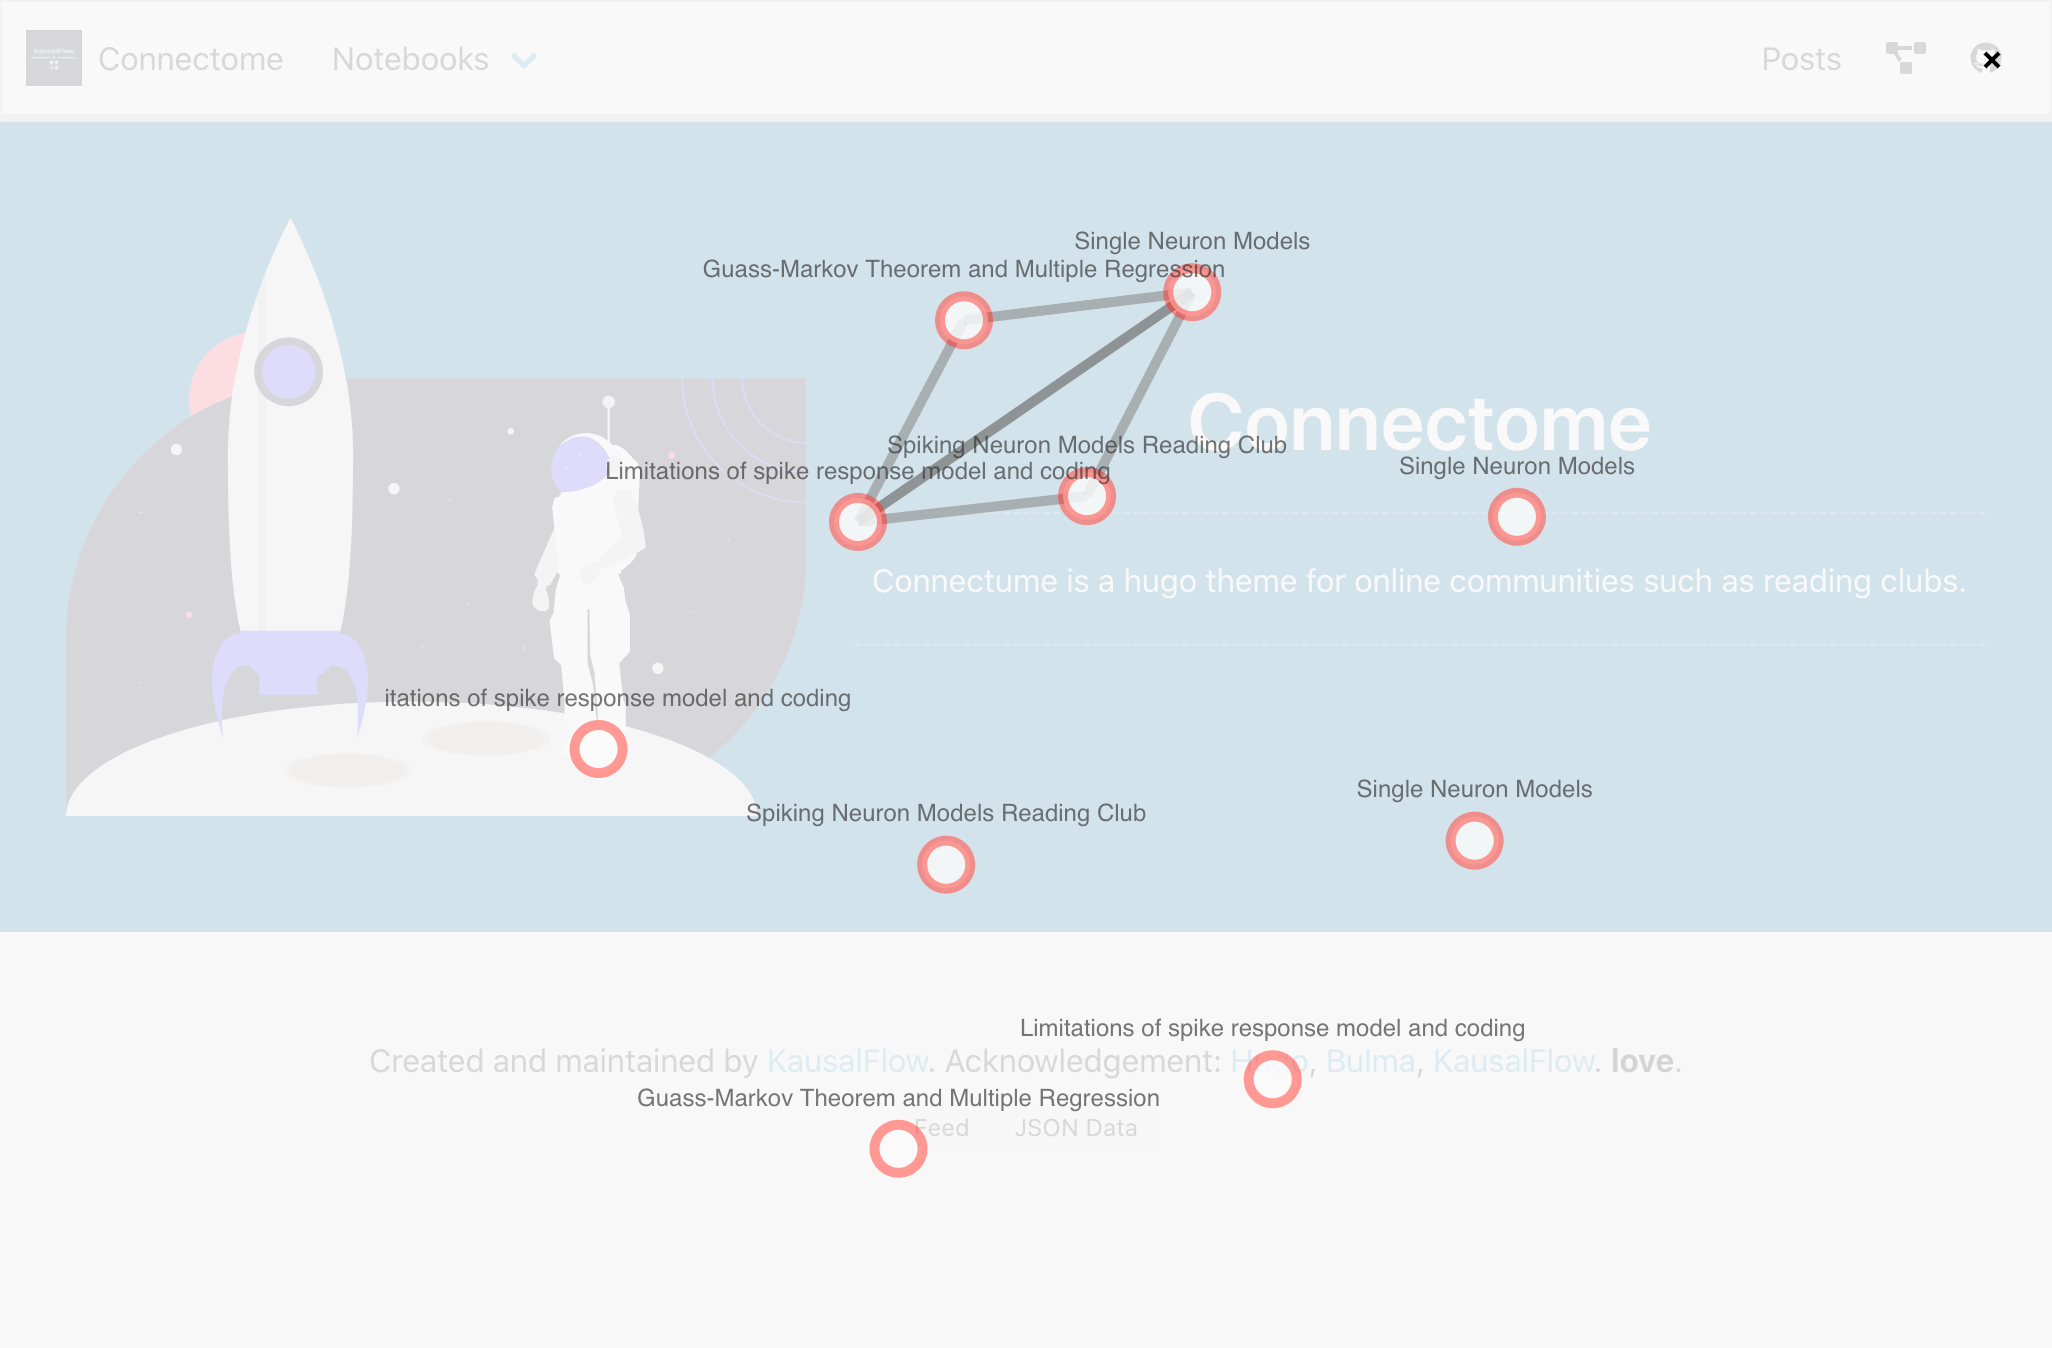 KausalFlow
Connectome
Notebooks
Posts
Single Neuron Models
Guass-Markov Theorem and Multiple Regression
Connectome
Spiking Neuron Models Reading Club
Limitations of spike response model and coding
Single Neuron Models
Connectume is a hugo theme for online communities such as reading clubs.
itations of spike response model and coding
Single Neuron Models
Spiking Neuron Models Reading Club
Limitations of spike response model and coding
Created and maintained by KausalFlow. Acknowledgement: Hugo, Bulma, KausalFlow. love.
Guass-Markov Theorem and Multiple Regression
Feed
JSON Data